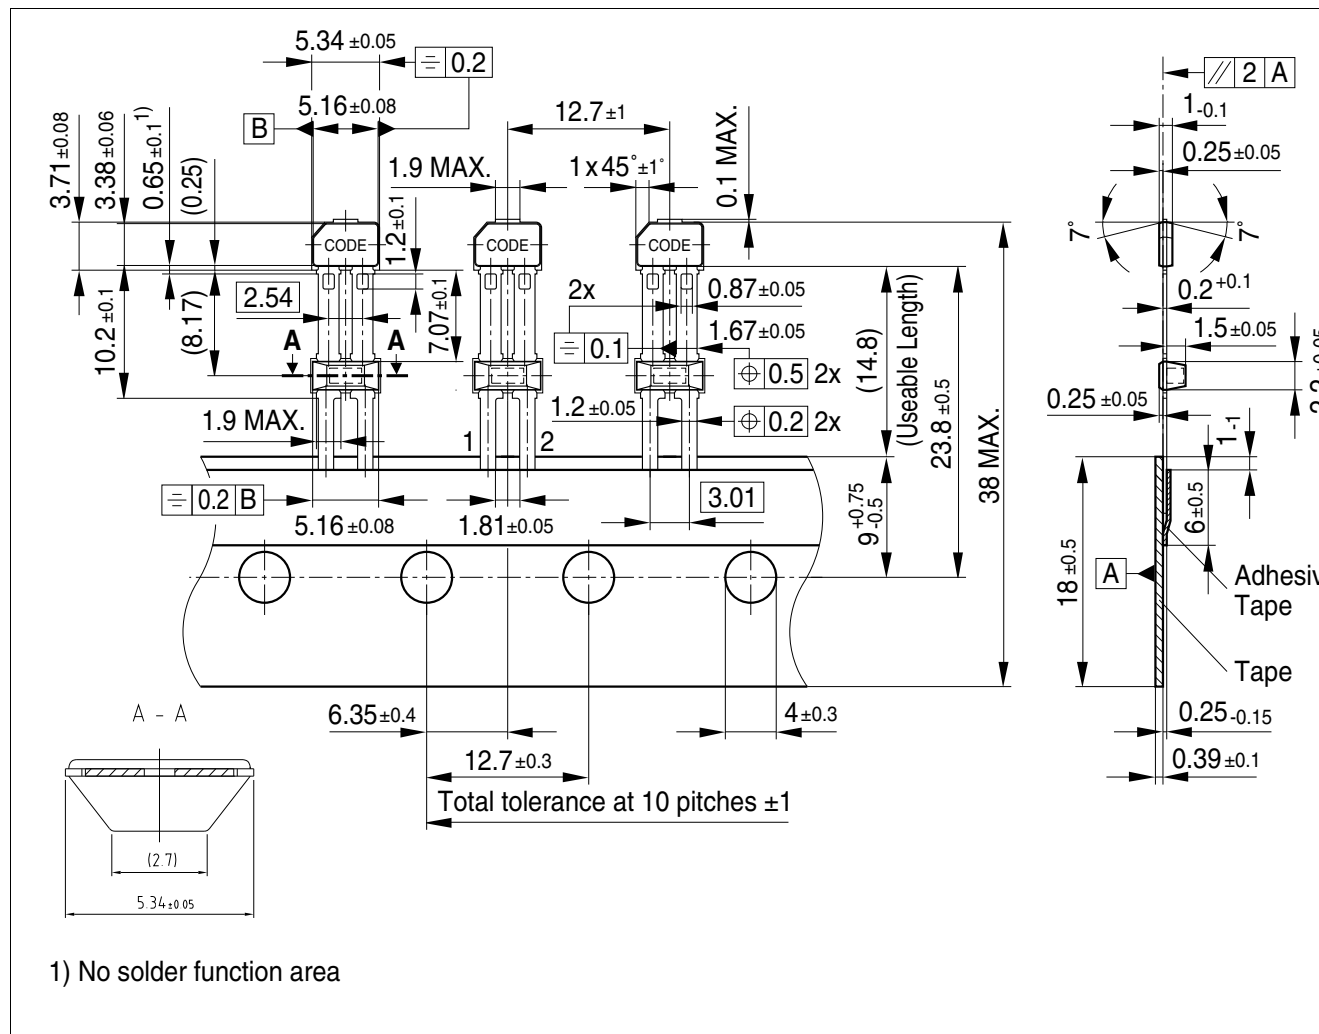 5.34 ±0.05
0.2
B
5.16 ±0.08
12.7 ±1
1.9 MAX.
1 x 45° ±1°
0.1 MAX.
3.71 ±0.08
3.38 ±0.06
0.65 ±0.1 1)
(0.25)
1.2 ±0.1
CODE
CODE
CODE
10.2 ±0.1
(8.17)
2.54
A
A
7.07 ±0.1
2x
0.87 ±0.05
0.1
1.67 ±0.05
0.5
2x
1.2 ±0.05
0.2
2x
1.9 MAX.
1
2
(14.8)
(Useable Length)
23.8 ±0.5
38 MAX.
0.2 B
5.16 ±0.08
1.81 ±0.05
3.01
9 +0.75 -0.5
6.35 ±0.4
4 ±0.3
12.7 ±0.3
Total tolerance at 10 pitches ±1
// 2 A
1 -0.1
0.25 ±0.05
7°
7°
0.2 +0.1
1.5 ±0.05
0.25 ±0.05
1 -1
6 ±0.5
18 ±0.5
A
Adhesiv
Tape
Tape
0.25 -0.15
0.39 ±0.1
A - A
(2.7)
5.34 ±0.05
1) No solder function area